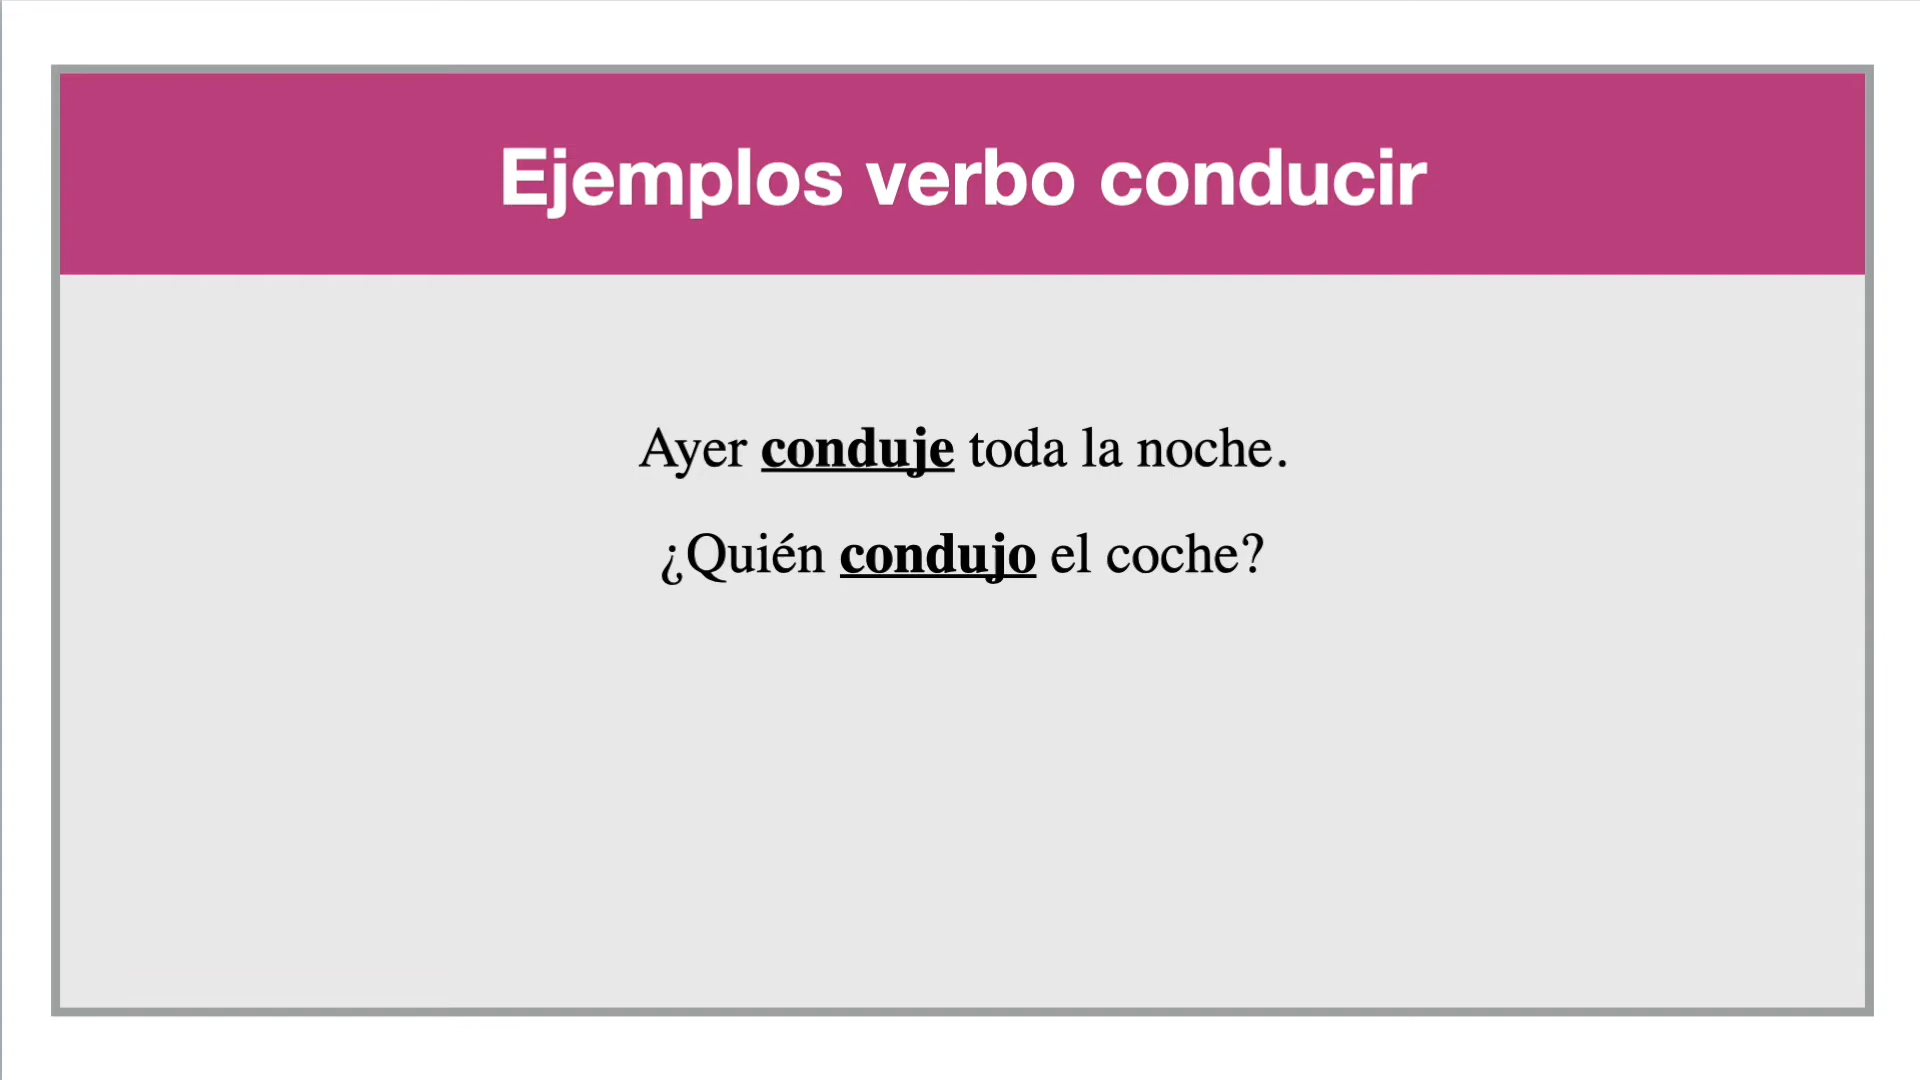 Ejemplos verbo conducir
Ayer conduje toda la noche.
¿Quién condujo el coche?